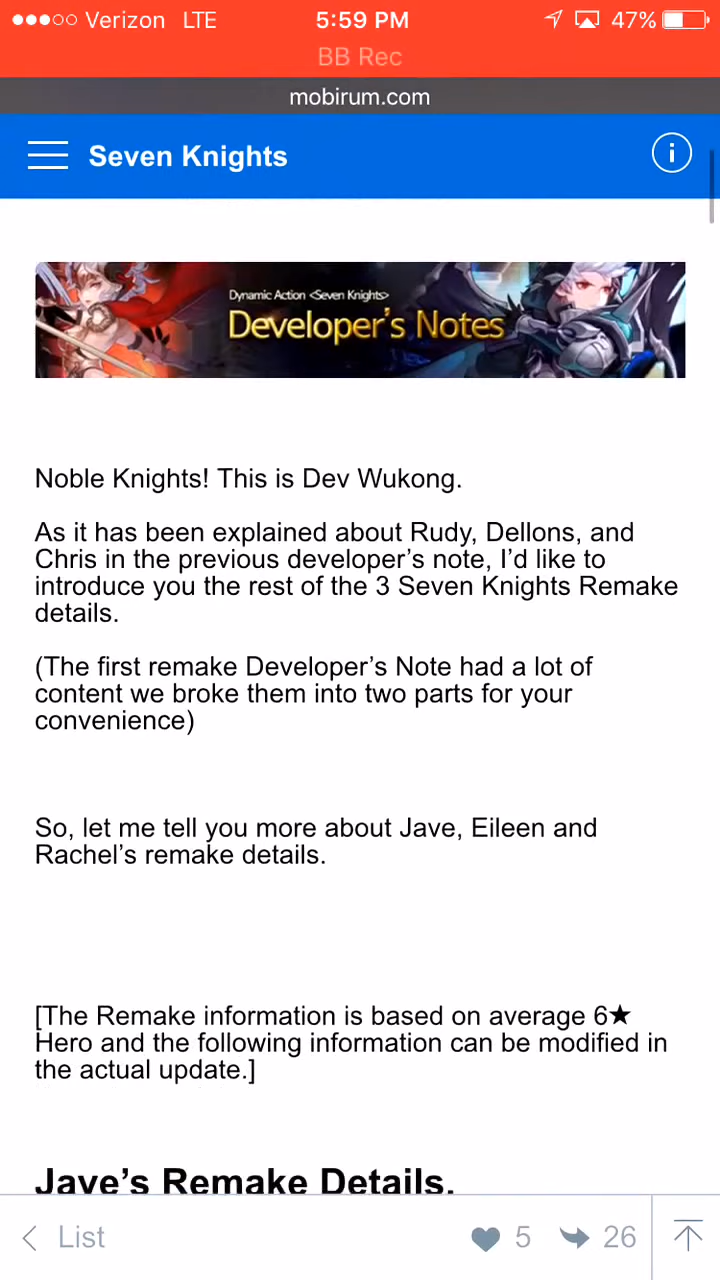 Verizon LTE 5:59 PM 47%
BB Rec
mobirum.com
Seven Knights
Dynamic Action <Seven Knights>
Developer's Notes
Noble Knights! This is Dev Wukong.
As it has been explained about Rudy, Dellons, and
Chris in the previous developer’s note, I’d like to
introduce you the rest of the 3 Seven Knights Remake
details.
(The first remake Developer’s Note had a lot of
content we broke them into two parts for your
convenience)
So, let me tell you more about Jave, Eileen and
Rachel’s remake details.
[The Remake information is based on average 6★
Hero and the following information can be modified in
the actual update.]
Jave’s Remake Details.
List 5 26